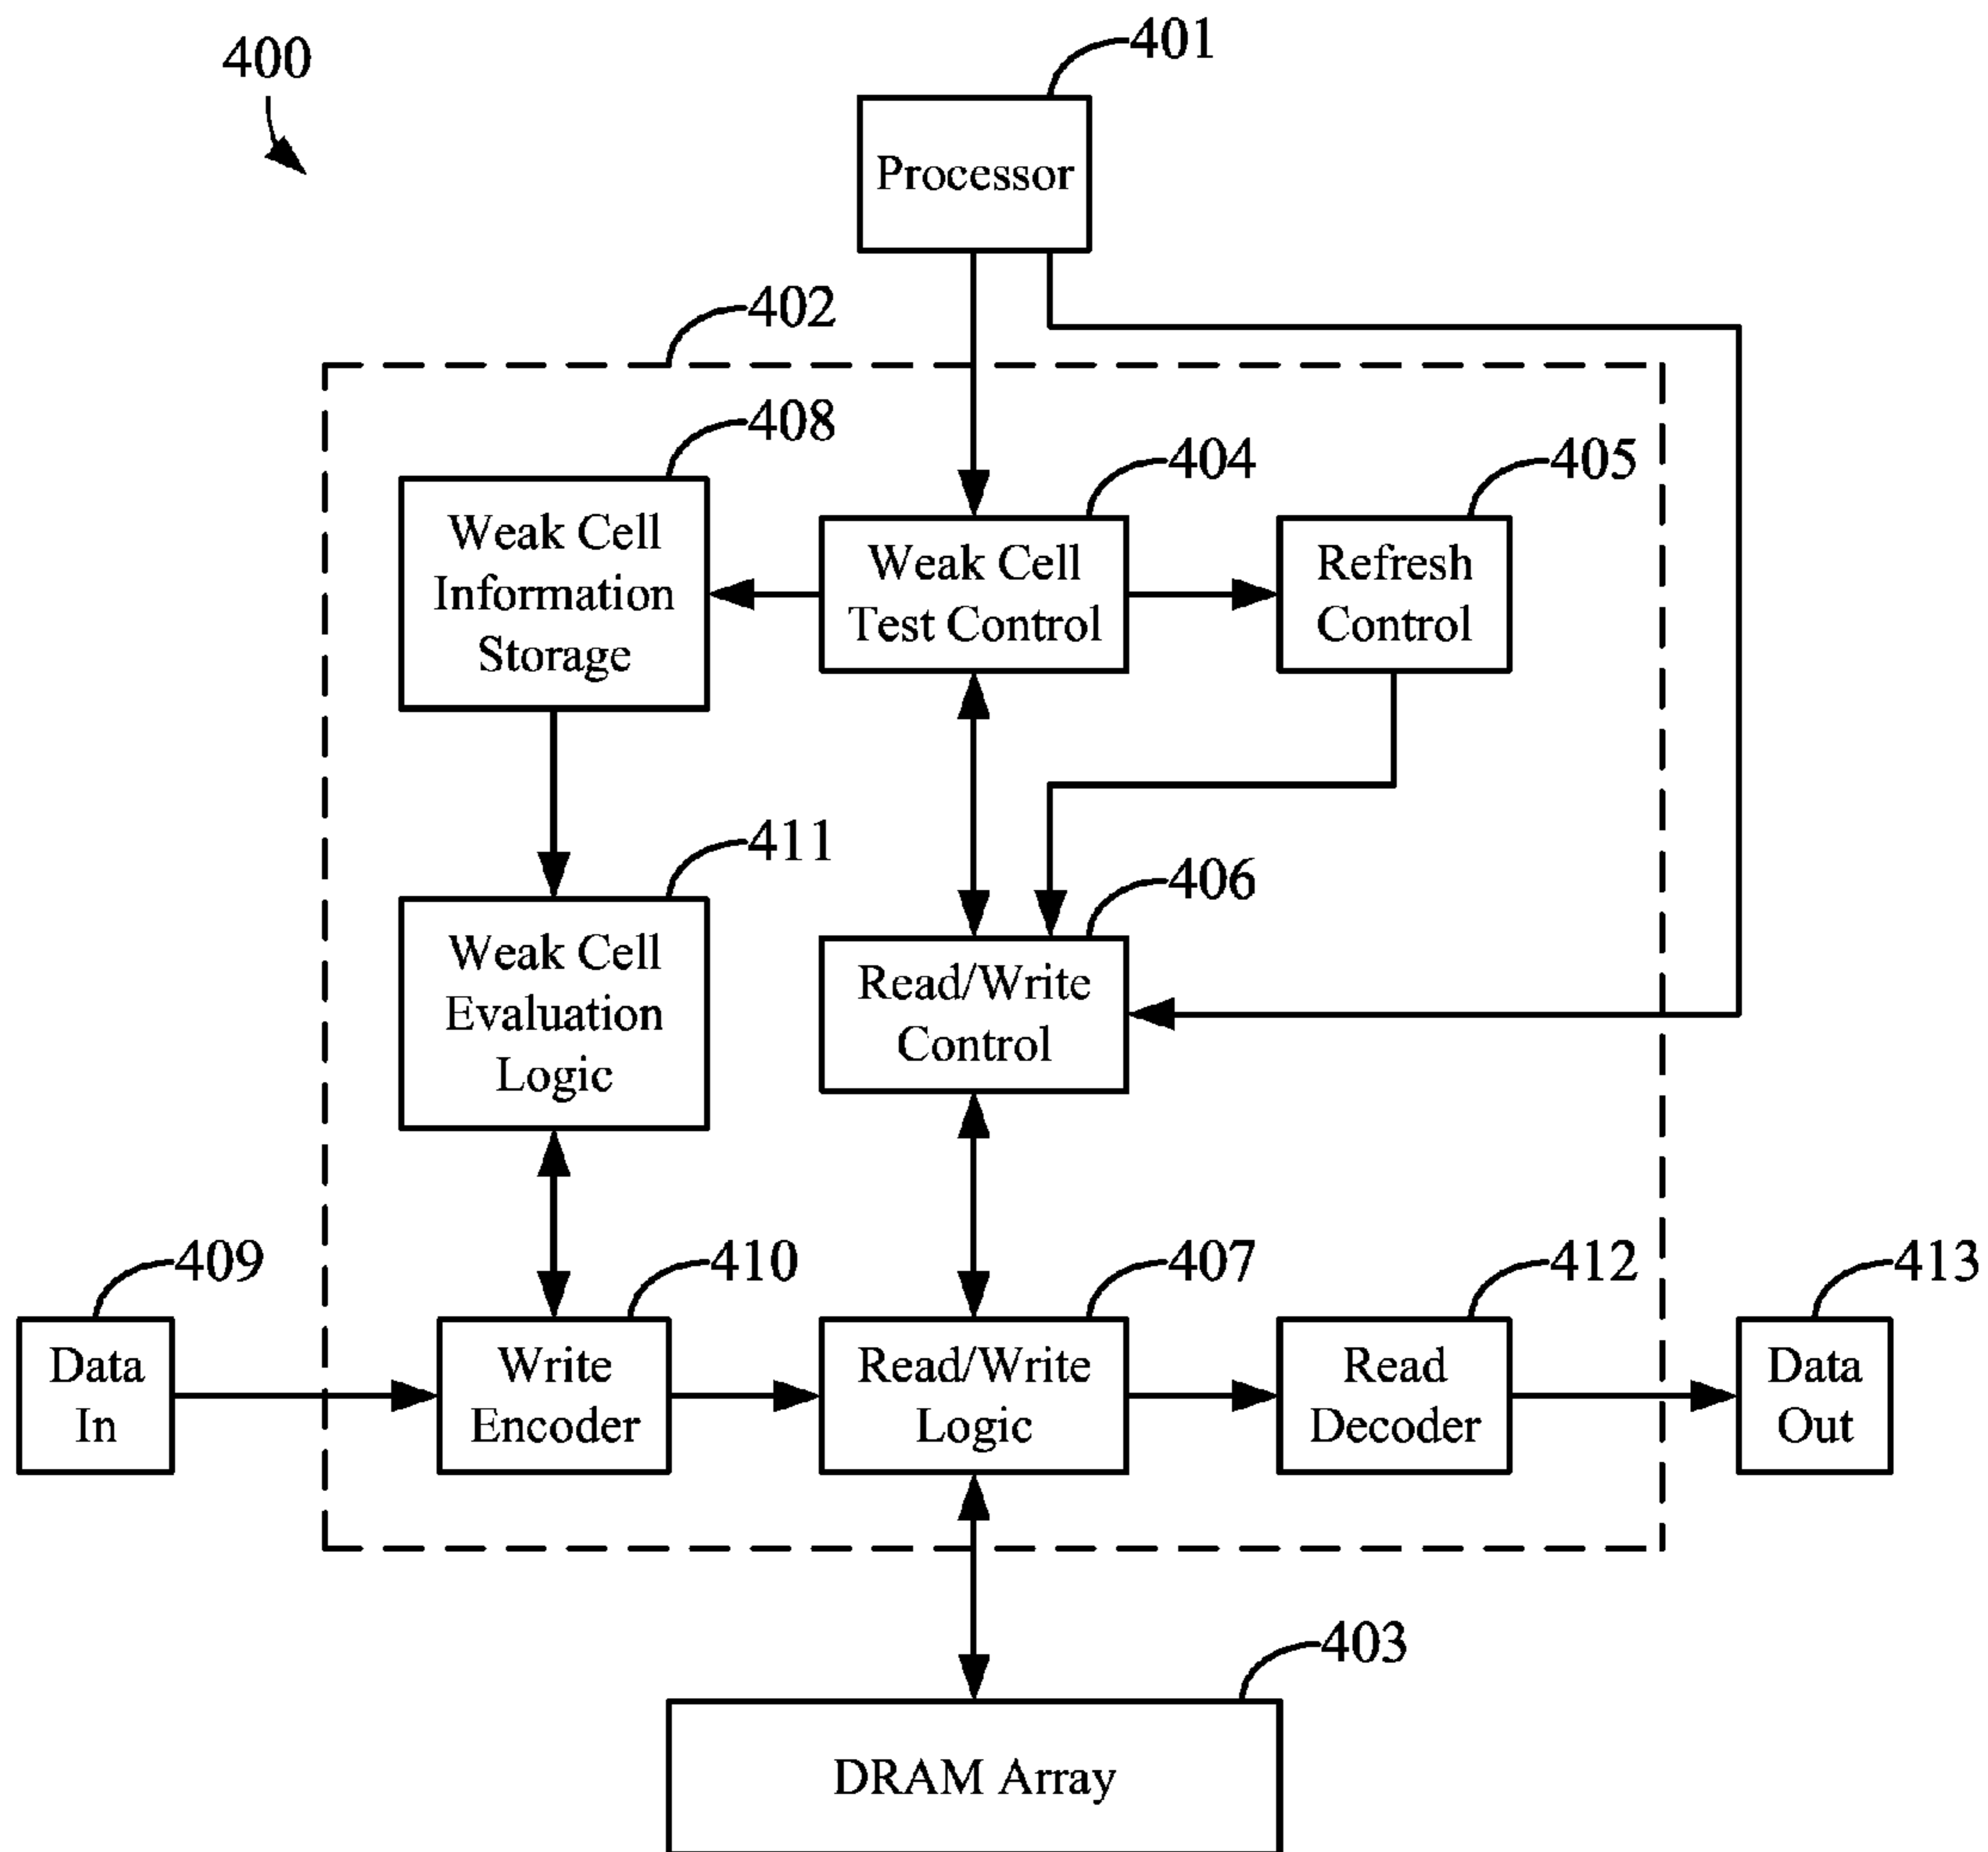 401
400
Processor
402
408
404
405
Weak Cell
Information
Storage
Weak Cell
Test Control
Refresh
Control
411
406
Weak Cell
Evaluation
Logic
Read/Write
Control
409
410
407
412
413
Data
In
Write
Encoder
Read/Write
Logic
Read
Decoder
Data
Out
403
DRAM Array